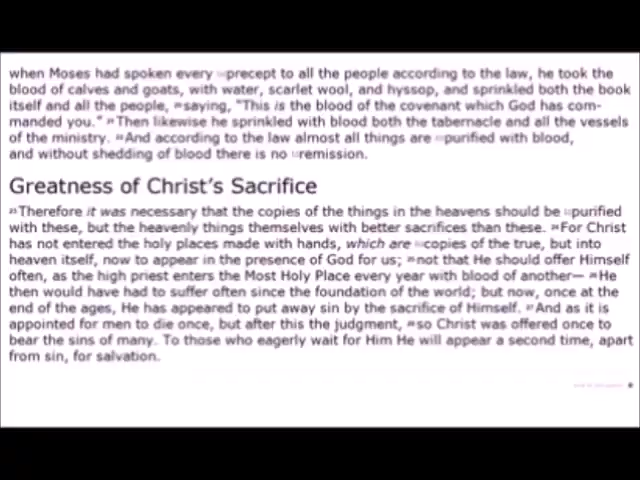 when Moses had spoken every precept to all the people according to the law, he took the
blood of calves and goats, with water, scarlet wool, and hyssop, and sprinkled both the book
itself and all the people, 20saying, "This is the blood of the covenant which God has com-
manded you." 21Then likewise he sprinkled with blood both the tabernacle and all the vessels
of the ministry. 22And according to the law almost all things are purified with blood,
and without shedding of blood there is no remission.
Greatness of Christ's Sacrifice
23Therefore it was necessary that the copies of the things in the heavens should be purified
with these, but the heavenly things themselves with better sacrifices than these. 24For Christ
has not entered the holy places made with hands, which are copies of the true, but into
heaven itself, now to appear in the presence of God for us; 25not that He should offer Himself
often, as the high priest enters the Most Holy Place every year with blood of another— 26He
then would have had to suffer often since the foundation of the world; but now, once at the
end of the ages, He has appeared to put away sin by the sacrifice of Himself. 27And as it is
appointed for men to die once, but after this the judgment, 28so Christ was offered once to
bear the sins of many. To those who eagerly wait for Him He will appear a second time, apart
from sin, for salvation.